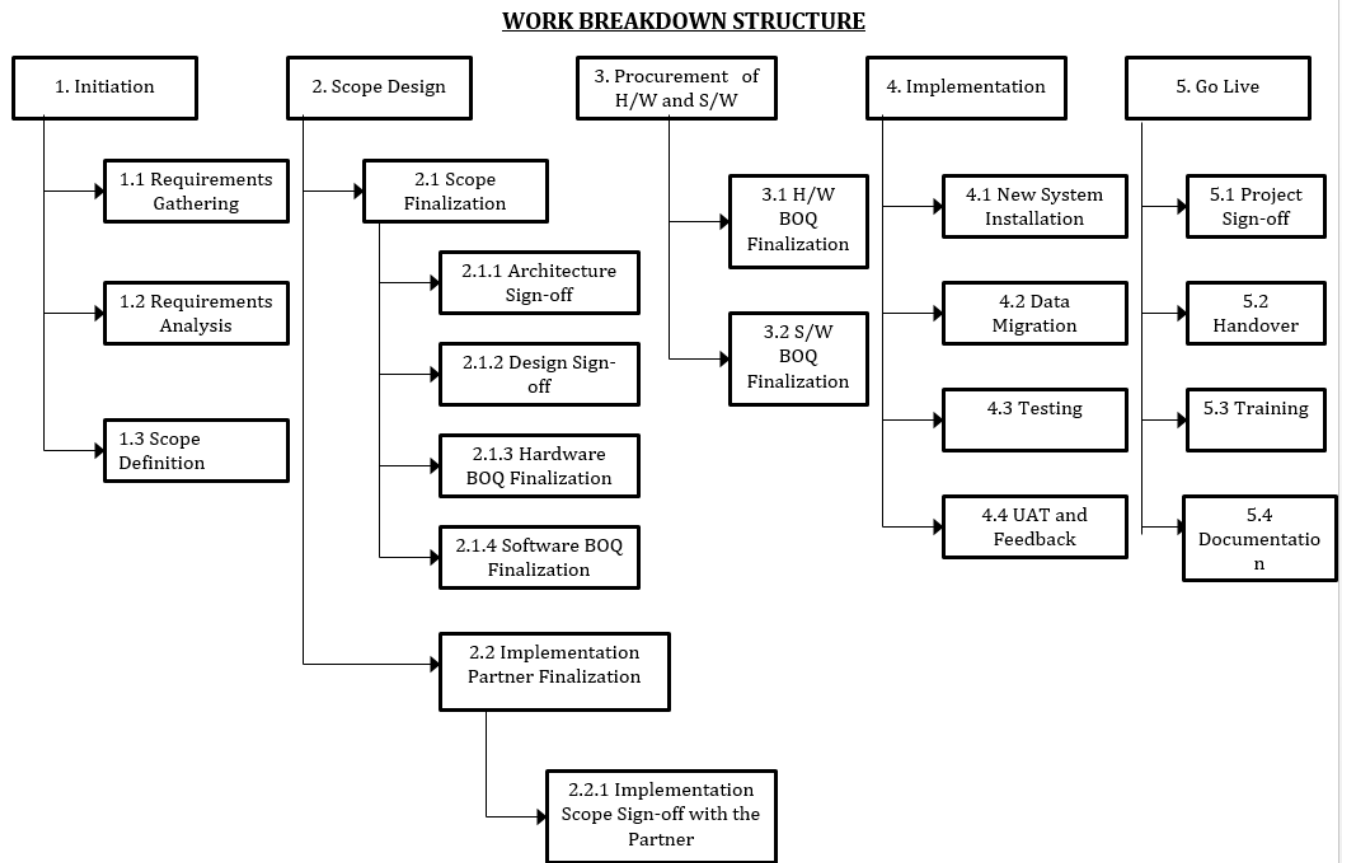 WORK BREAKDOWN STRUCTURE
1. Initiation
1.1 Requirements
Gathering
1.2 Requirements
Analysis
1.3 Scope
Definition
2. Scope Design
2.1 Scope
Finalization
2.1.1 Architecture
Sign-off
2.1.2 Design Sign-
off
2.1.3 Hardware
BOQ Finalization
2.1.4 Software BOQ
Finalization
2.2 Implementation
Partner Finalization
2.2.1 Implementation
Scope Sign-off with the
Partner
3. Procurement of
H/W and S/W
3.1 H/W
BOQ
Finalization
3.2 S/W
BOQ
Finalization
4. Implementation
4.1 New System
Installation
4.2 Data
Migration
4.3 Testing
4.4 UAT and
Feedback
5. Go Live
5.1 Project
Sign-off
5.2
Handover
5.3 Training
5.4
Documentatio
n